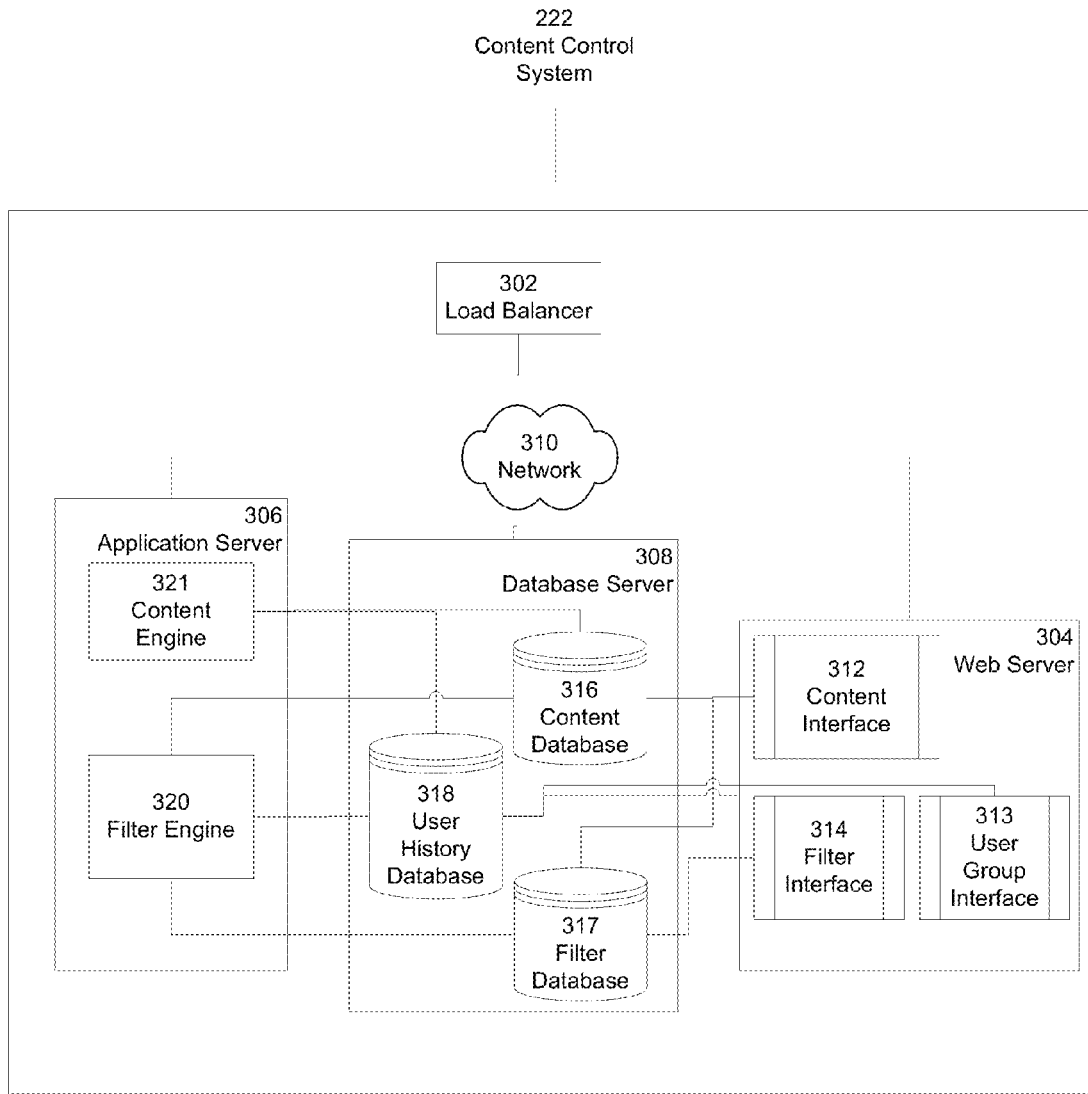 222
Content Control
System
302
Load Balancer
310
Network
306
Application Server
321
Content
Engine
320
Filter Engine
308
Database Server
316
Content
Database
318
User
History
Database
317
Filter
Database
304
Web Server
312
Content
Interface
314
Filter
Interface
313
User
Group
Interface